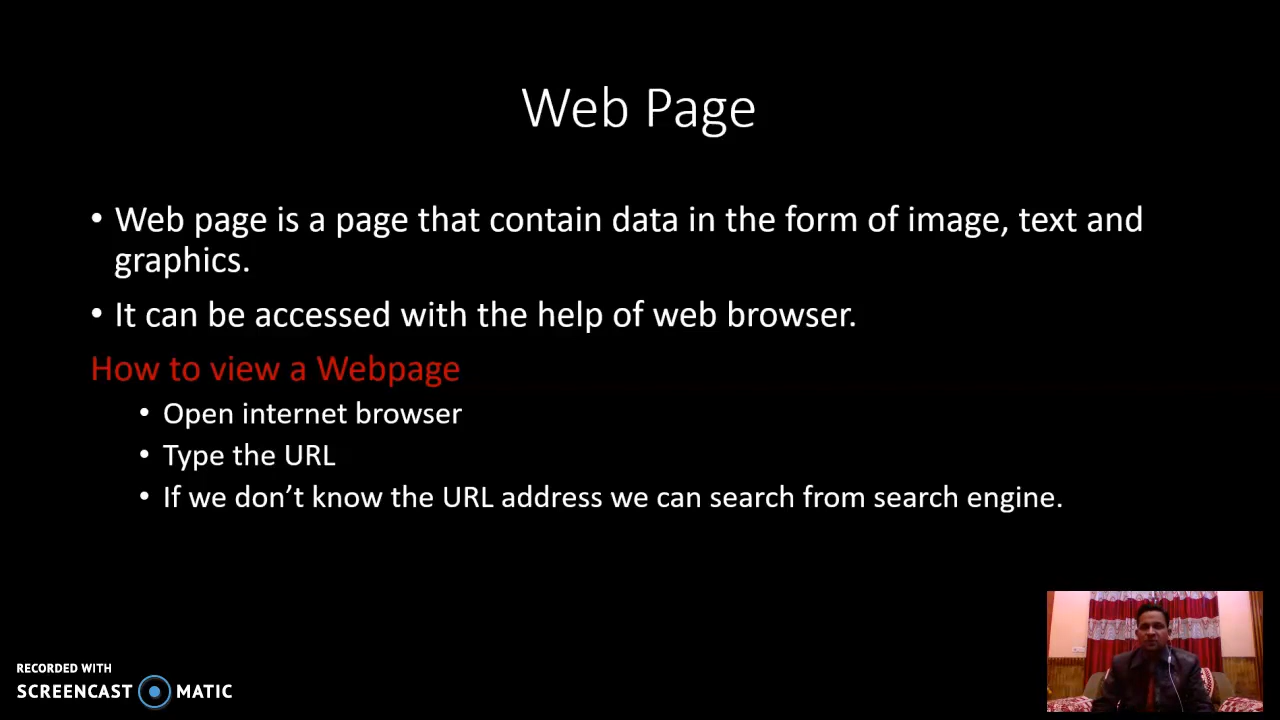 Web Page
• Web page is a page that contain data in the form of image, text and
graphics.
• It can be accessed with the help of web browser.
How to view a Webpage
• Open internet browser
• Type the URL
• If we don’t know the URL address we can search from search engine.
RECORDED WITH
SCREENCAST MATIC